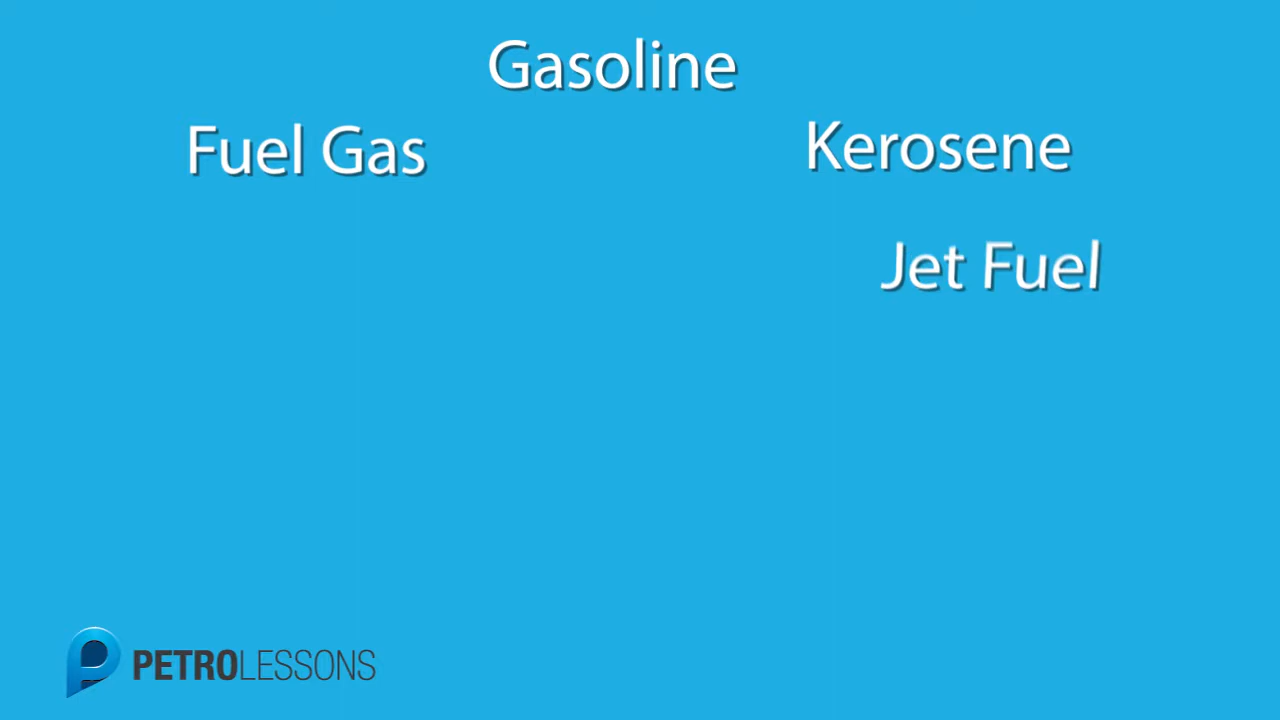 Gasoline
Fuel Gas
Kerosene
Jet Fuel
PETROLESSONS